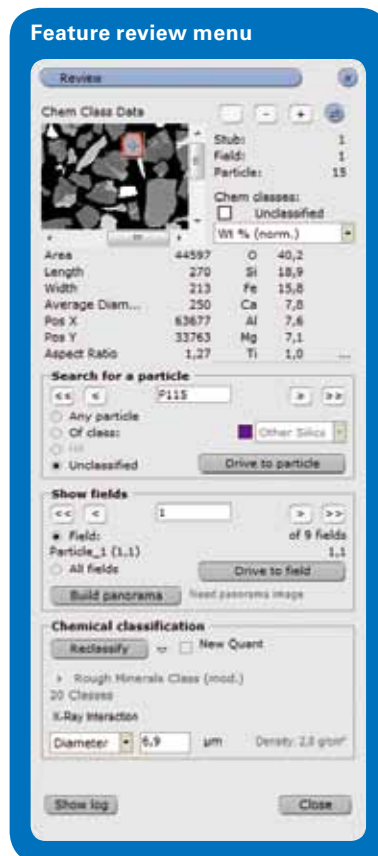 Feature review menu
Review
Chem Class Data - +
Stub: 1
Field: 1
Particle: 15
Chem classes:
Unclassified
Wt % (norm.)
Area 44597 O 40,2
Length 270 Si 18,9
Width 213 Fe 15,8
Average Diam... 250 Ca 7,8
Pos X 63677 Al 7,6
Pos Y 33763 Mg 7,1
Aspect Ratio 1,27 Ti 1,0 ...
Search for a particle
<< < P115 > >>
Any particle
Of class: Other Silica
Unclassified Drive to particle
Show fields
<< < 1 > >>
Field: of 9 fields
Particle_1 (1,1) 1,1
All fields Drive to field
Build panorama Need panorama image
Chemical classification
Reclassify New Quant
Rough Minerals Class (mod.)
20 Classes
X-Ray Interaction
Diameter 6,9 µm Density: 2,8 g/cm³
Show log Close